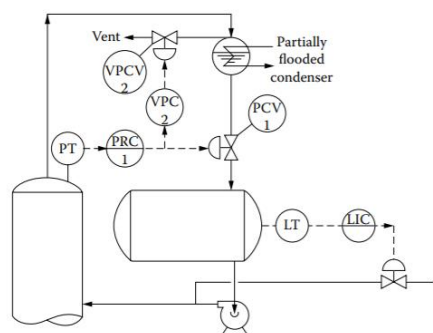 Vent
Partially
flooded
condenser
VPCV
2
VPC
2
PCV
1
PT
PRC
1
LT
LIC